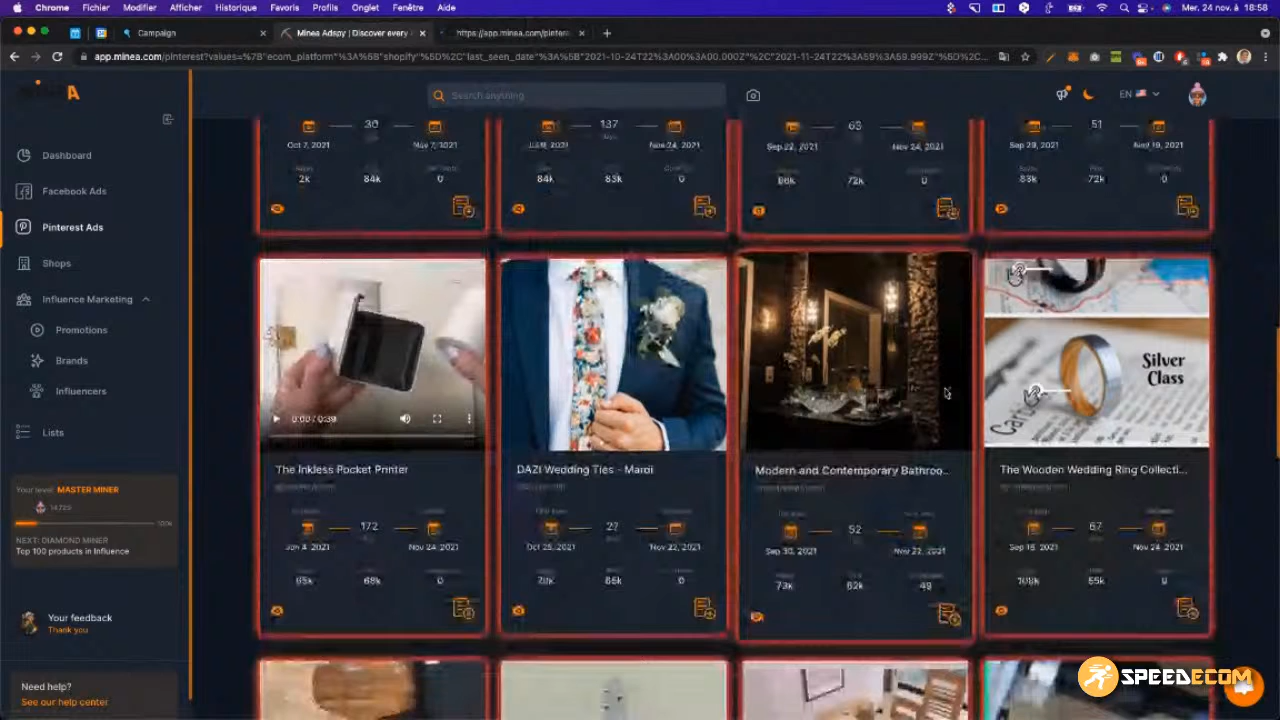 Chrome Fichier Modifier Afficher Historique Favoris Profils Onglet Fenêtre Aide Mer. 24 nov. à 18:58
Campaign
Minea Adspy | Discover every
https://app.minea.com/pintere
app.minea.com/pinterest?values=%7B"ecom_platform"%3A%5B"shopify"%5D%2C"last_seen_date"%3A%5B"2021-10-24T22%3A00%3A00.000Z"%2C"2021-11-24T22%3A59%3A59.999Z"%5D%2C...
Search anything
EN
Dashboard
Facebook Ads
Pinterest Ads
Shops
Influence Marketing
Promotions
Brands
Influencers
Lists
Your level: MASTER MINER
NEXT: DIAMOND MINER
Top 100 products in Influence
Your feedback
Thank you
Need help?
See our help center
30 137 63 51
Oct 7, 2021 Nov 7, 2021 Nov 24, 2021 Sep 22, 2021 Nov 24, 2021 Sep 29, 2021 Nov 19, 2021
2k 84k 0 84k 83k 0 72k 0 72k 0
0:00 / 0:39
Silver
Class
The Inkless Pocket Printer
DAZI Wedding Ties - Maroi
Modern and Contemporary Bathroo...
The Wooden Wedding Ring Collecti...
172 27 52 67
Jun 4, 2021 Nov 24, 2021 Oct 25, 2021 Nov 22, 2021 Sep 30, 2021 Nov 22, 2021 Nov 24, 2021
0 0 73k 49
SPEEDECOM